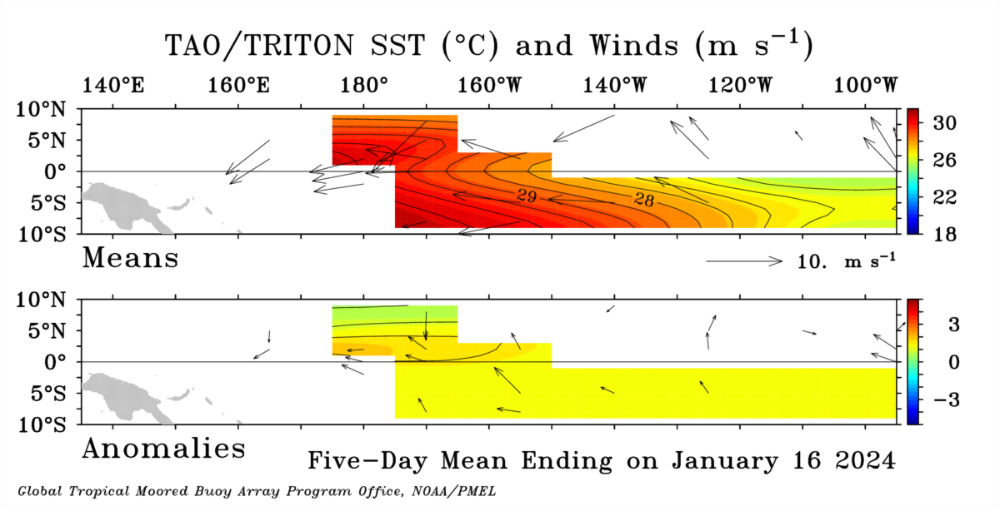 TAO/TRITON SST (°C) and Winds (m s⁻¹)
140°E 160°E 180° 160°W 140°W 120°W 100°W
10°N
5°N
0°
5°S
10°S
29
28
30
26
22
18
Means
10. m s⁻¹
10°N
5°N
0°
5°S
10°S
3
0
−3
Anomalies
Five-Day Mean Ending on January 16 2024
Global Tropical Moored Buoy Array Program Office, NOAA/PMEL